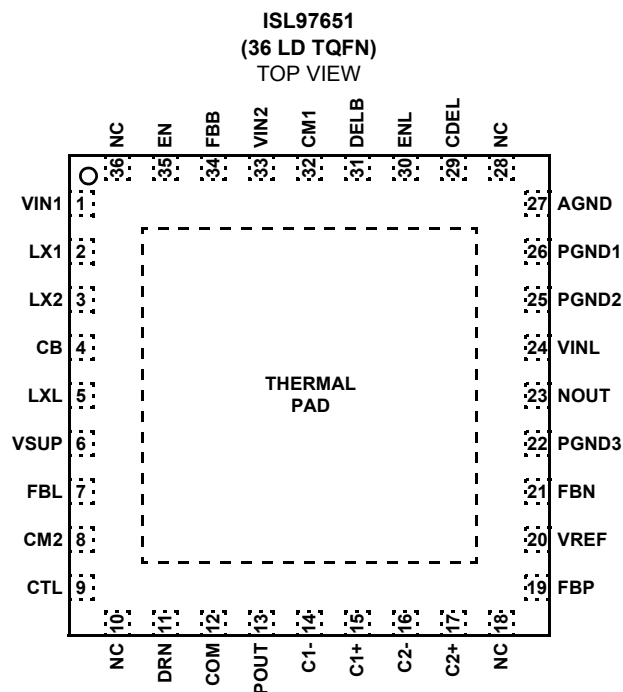 ISL97651
(36 LD TQFN)
TOP VIEW
NC
EN
FBB
VIN2
CM1
DELB
ENL
CDEL
NC
36
35
34
33
32
31
30
29
28
VIN1 1
LX1 2
LX2 3
CB 4
LXL 5
VSUP 6
FBL 7
CM2 8
CTL 9
THERMAL
PAD
27 AGND
26 PGND1
25 PGND2
24 VINL
23 NOUT
22 PGND3
21 FBN
20 VREF
19 FBP
10
11
12
13
14
15
16
17
18
NC
DRN
COM
POUT
C1-
C1+
C2-
C2+
NC